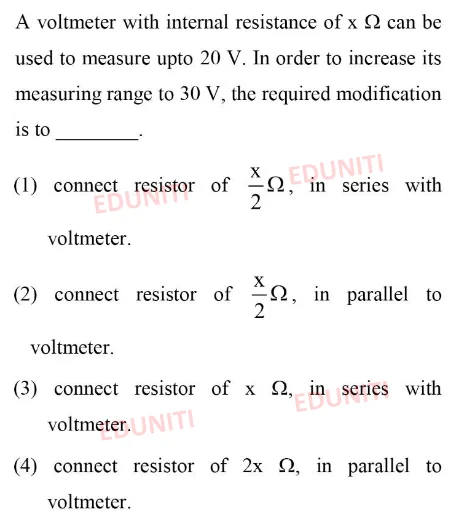 A voltmeter with internal resistance of x Ω can be
used to measure upto 20 V. In order to increase its
measuring range to 30 V, the required modification
is to ________.
(1) connect resistor of x/2 Ω, in series with
voltmeter.
(2) connect resistor of x/2 Ω, in parallel to
voltmeter.
(3) connect resistor of x Ω, in series with
voltmeter.
(4) connect resistor of 2x Ω, in parallel to
voltmeter.
EDUNITI
EDUNITI
EDUNITI
EDUNITI